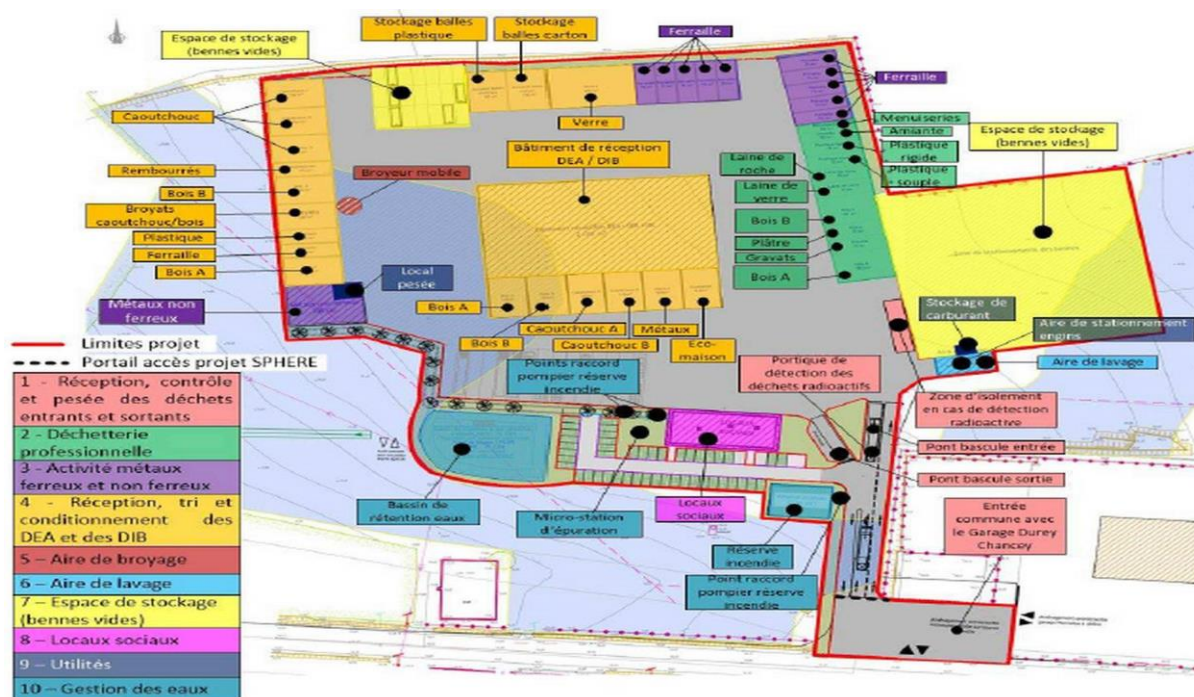 Espace de stockage
(bennes vides)
Stockage balles
plastique
Stockage
balles carton
Ferraille
Ferraille
Caoutchouc
Verre
Menuiseries
Amiante
Plastique
rigide
Plastique
souple
Espace de stockage
(bennes vides)
Bâtiment de réception
DEA / DIB
Laine de
roche
Laine de
verre
Rembourrés
Broyeur mobile
Bois B
Broyats
caoutchouc/bois
Bois B
Plastique
Plâtre
Ferraille
Gravats
Bois A
Bois A
Local
pesée
Métaux non
ferreux
Bois A
Bois B
Caoutchouc A
Caoutchouc B
Métaux
Eco-
maison
Stockage de
carburant
Aire de stationnement
engins
Aire de lavage
Points raccord
pompier réserve
incendie
Portique de
détection des
déchets radioactifs
Zone d'isolement
en cas de détection
radioactive
Pont bascule entrée
Pont bascule sortie
Bassin de
rétention eaux
Micro-station
d'épuration
Locaux
sociaux
Entrée
commune avec
le Garage Durey
Chancey
Réserve
incendie
Point raccord
pompier réserve
incendie
Limites projet
Portail accès projet SPHERE
1 - Réception, contrôle
et pesée des déchets
entrants et sortants
2 - Déchetterie
professionnelle
3 - Activité métaux
ferreux et non ferreux
4 - Réception, tri et
conditionnement des
DEA et des DIB
5 - Aire de broyage
6 – Aire de lavage
7 – Espace de stockage
(bennes vides)
8 – Locaux sociaux
9 – Utilités
10 – Gestion des eaux